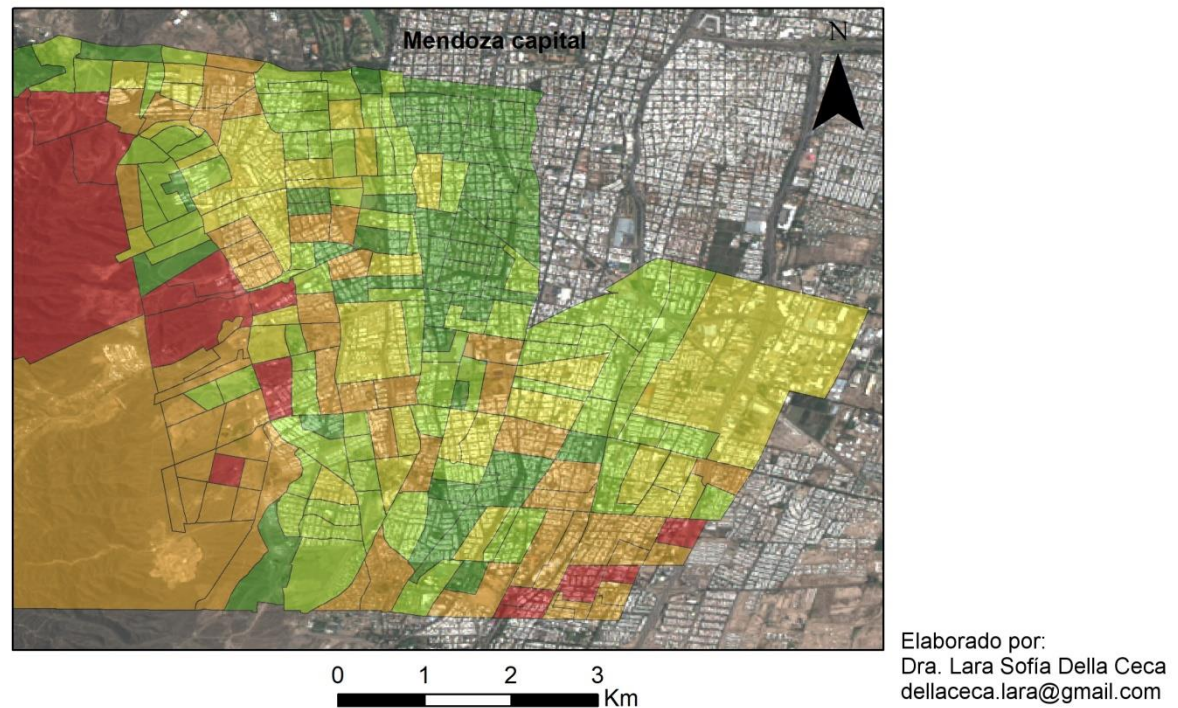 Mendoza capital
N
0 1 2 3
Km
Elaborado por:
Dra. Lara Sofía Della Ceca
dellaceca.lara@gmail.com